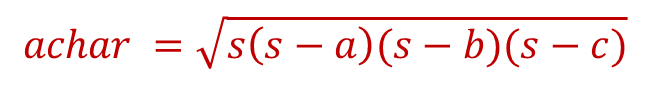 achar = √s(s − a)(s − b)(s − c)